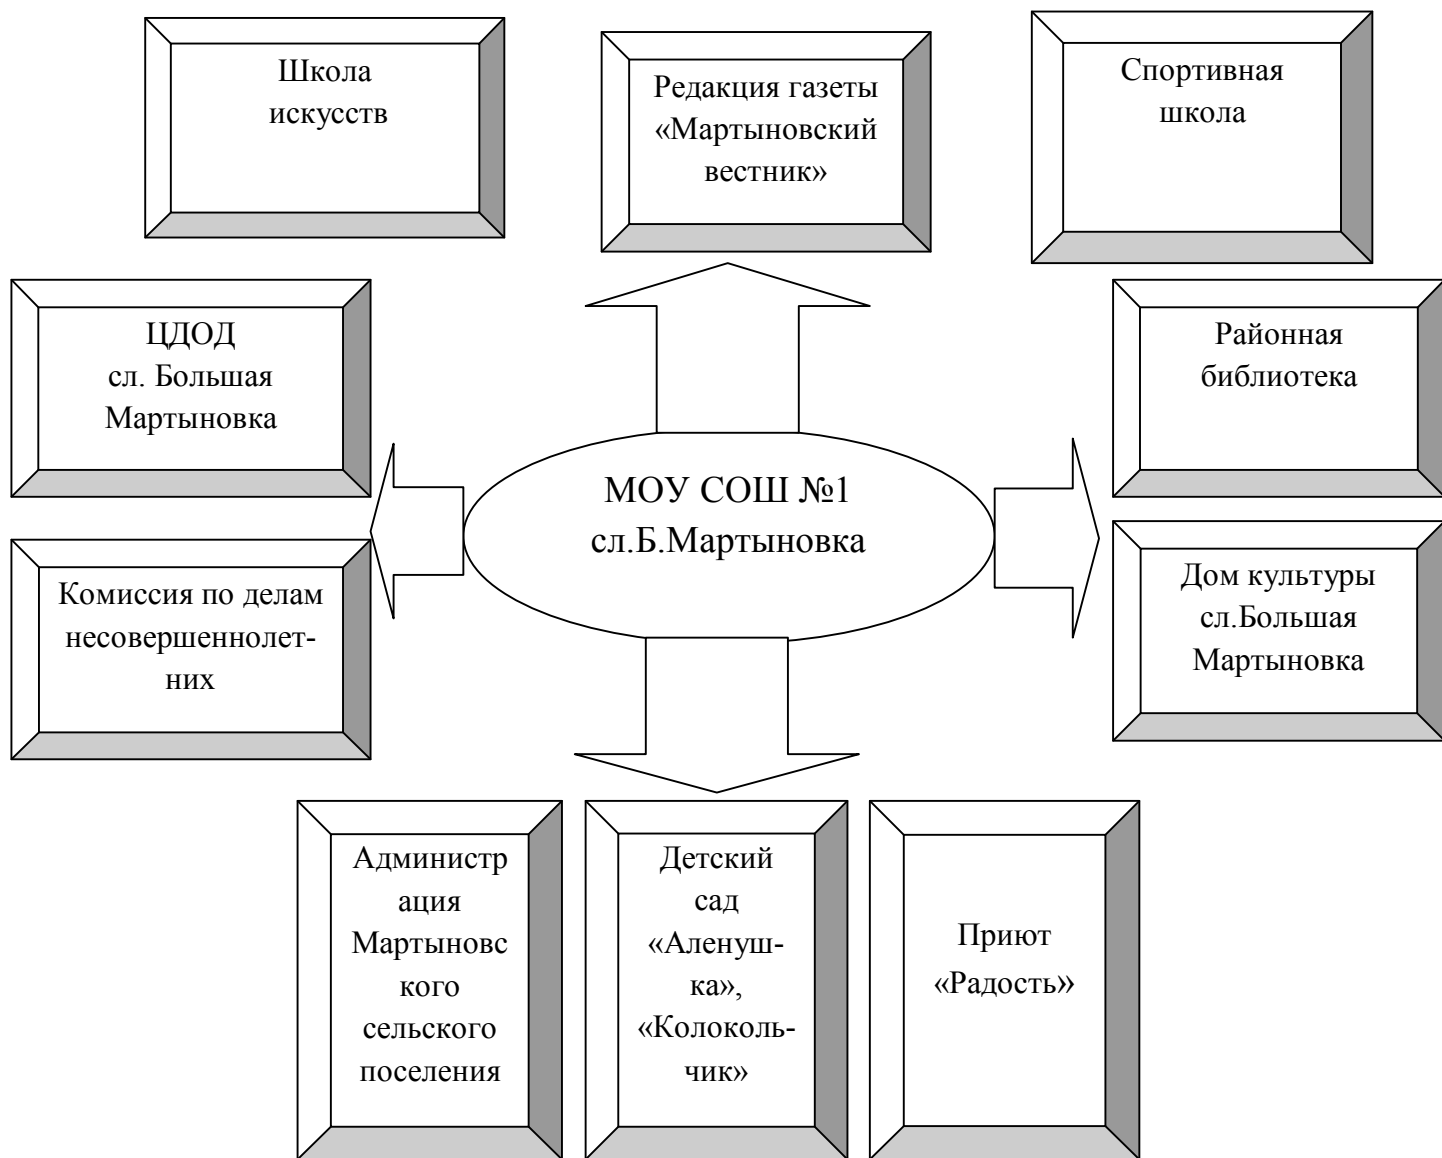 Школа
искусств
Редакция газеты
«Мартыновский
вестник»
Спортивная
школа
ЦДОД
сл. Большая
Мартыновка
Районная
библиотека
МОУ СОШ №1
сл.Б.Мартыновка
Комиссия по делам
несовершеннолет-
них
Дом культуры
сл.Большая
Мартыновка
Администр
ация
Мартыновс
кого
сельского
поселения
Детский
сад
«Аленуш-
ка»,
«Колоколь-
чик»
Приют
«Радость»